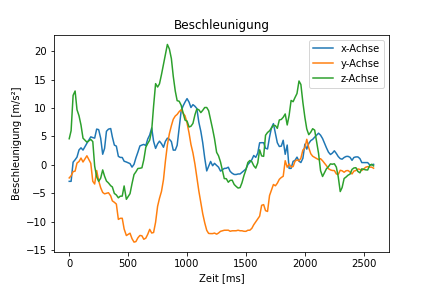 Beschleunigung
x-Achse
y-Achse
z-Achse
Beschleunigung [m/s²]
20
15
10
5
0
−5
−10
−15
0 500 1000 1500 2000 2500
Zeit [ms]